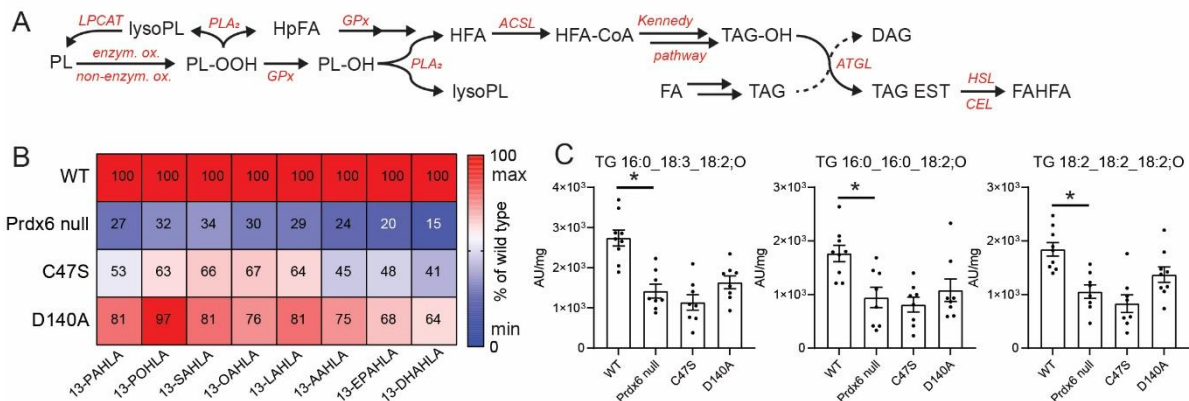 A
LPCAT lysoPL PLA₂ HpFA GPx HFA ACSL HFA-CoA Kennedy pathway TAG-OH DAG
PL enzym. ox. non-enzym. ox. PL-OOH GPx PL-OH PLA₂ lysoPL
FA TAG ATGL TAG EST HSL CEL FAHFA
B
WT 100 100 100 100 100 100 100 100
Prdx6 null 27 32 34 30 29 24 20 15
C47S 53 63 66 67 64 45 48 41
D140A 81 97 81 76 81 75 68 64
13-PAHLA 13-POHLA 13-SAHLA 13-OAHLA 13-LAHLA 13-AAHLA 13-EPAHLA 13-DHAHLA
100
max
% of wild type
min
0
C
TG 16:0_18:3_18:2;O
AU/mg
4×10³
3×10³
2×10³
1×10³
0
*
WT Prdx6 null C47S D140A
TG 16:0_16:0_18:2;O
AU/mg
3×10³
2×10³
1×10³
0
*
WT Prdx6 null C47S D140A
TG 18:2_18:2_18:2;O
AU/mg
3×10³
2×10³
1×10³
0
*
WT Prdx6 null C47S D140A